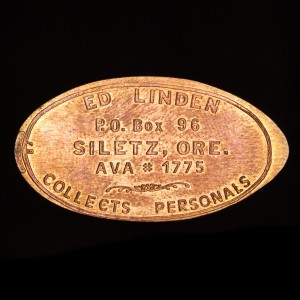 ED LINDEN
P.O. Box 96
SILETZ, ORE.
AVA # 1775
COLLECTS PERSONALS